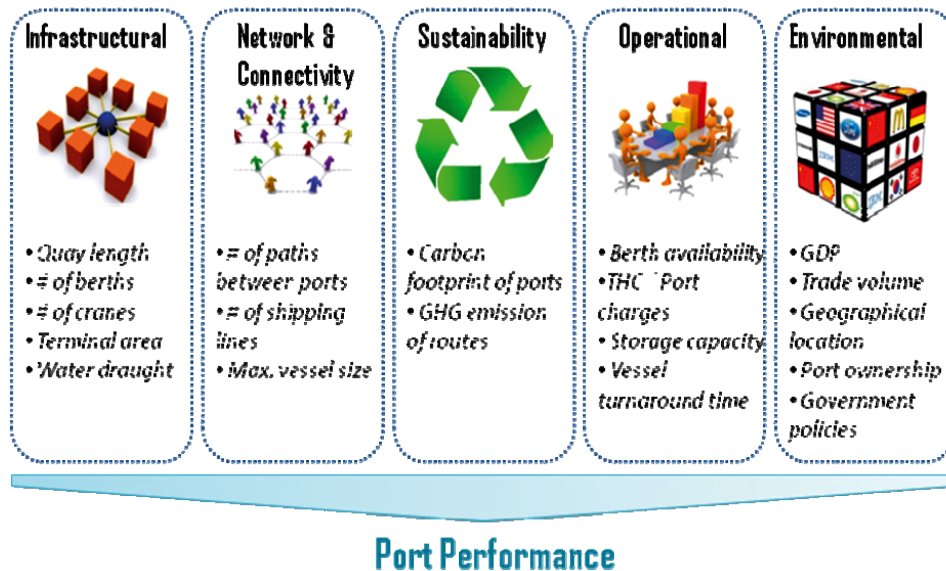 Infrastructural
• Quay length
• # of berths
• # of cranes
• Terminal area
• Water draught
Network &
Connectivity
• # of paths
between ports
• # of shipping
lines
• Max. vessel size
Sustainability
• Carbon
footprint of ports
• GHG emission
of routes
Operational
• Berth availability
• THC Port
charges
• Storage capacity
• Vessel
turnaround time
Environmental
• GDP
• Trade volume
• Geographical
location
• Port ownership
• Government
policies
Port Performance